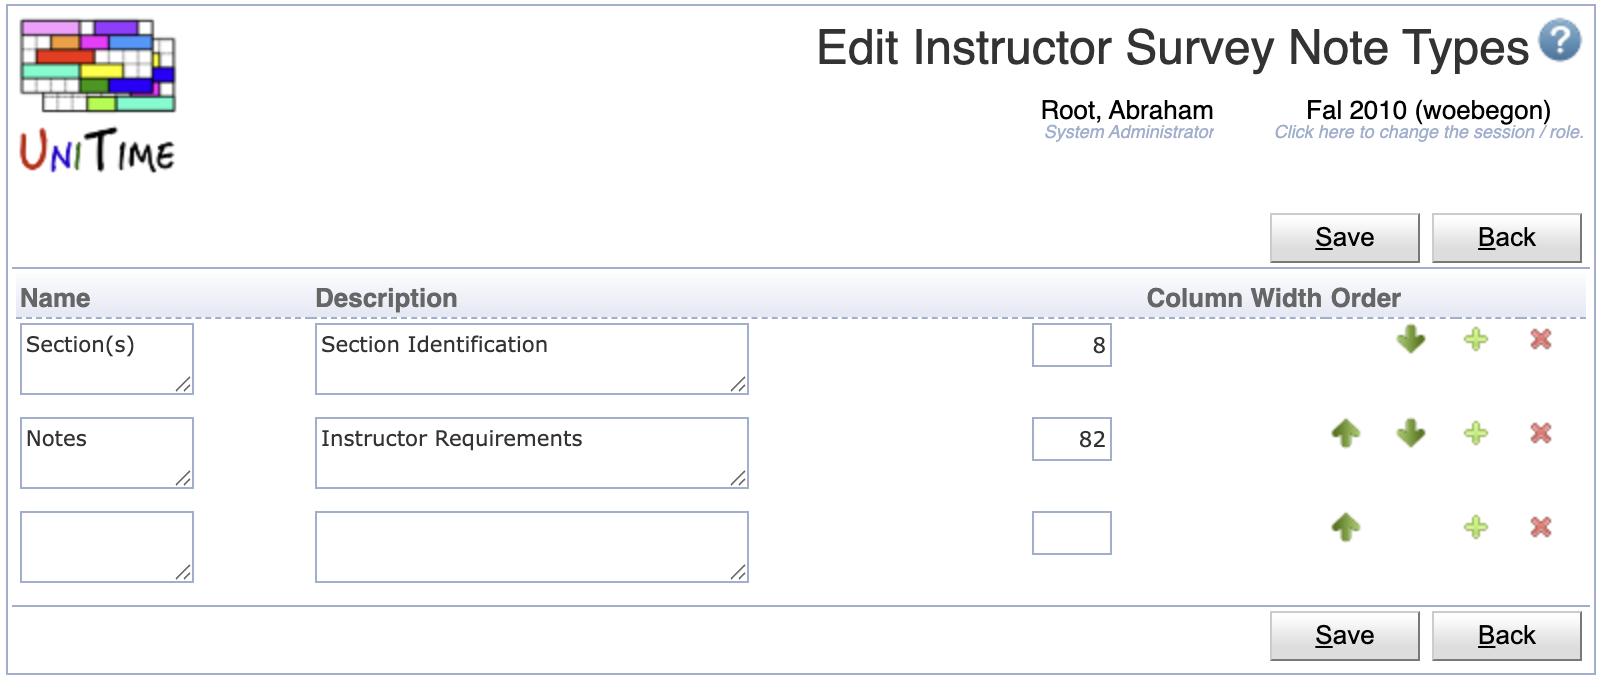 Edit Instructor Survey Note Types ?
Root, Abraham Fal 2010 (woebegon)
System Administrator Click here to change the session / role.
UNITIME
Save Back
Name Description Column Width Order
Section(s) Section Identification 8
Notes Instructor Requirements 82
Save Back